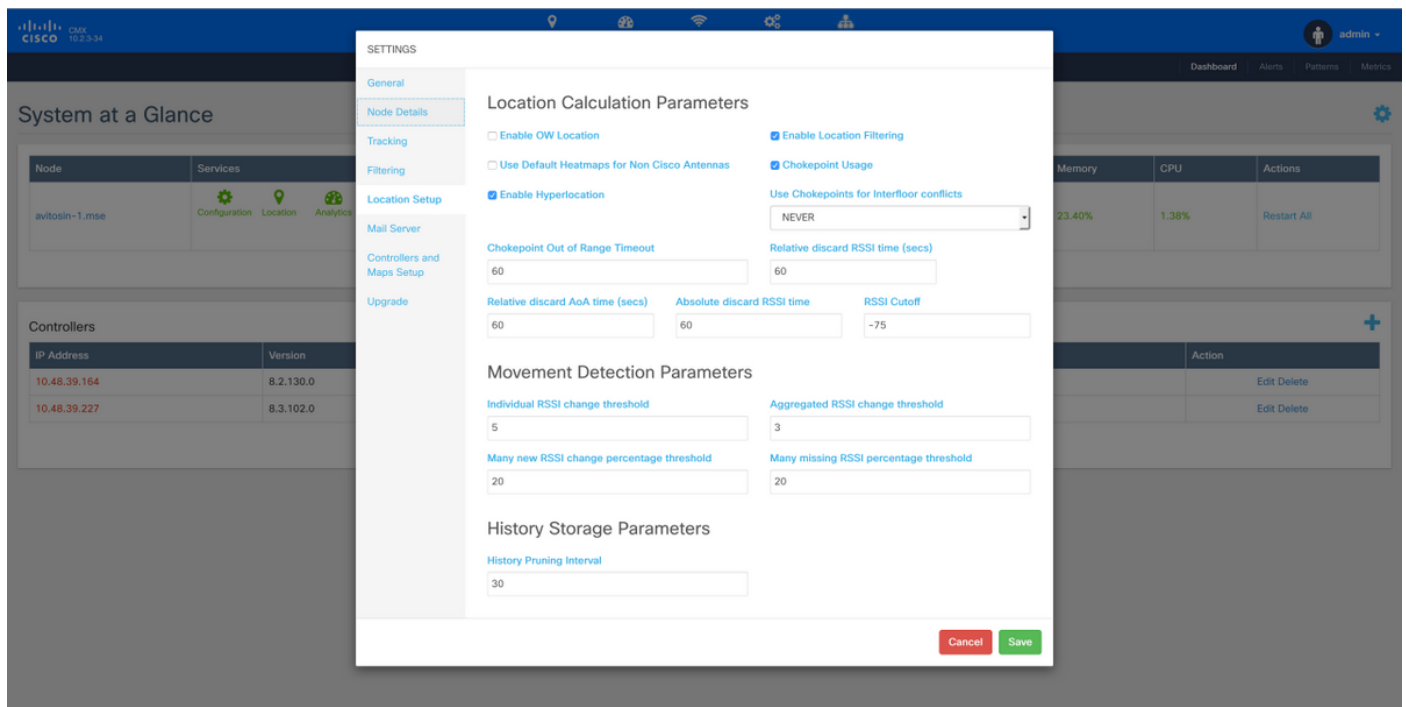 CISCO CMX 10.2.3-34
admin
Dashboard Alerts Patterns Metrics
System at a Glance
Node Services Memory CPU Actions
avitosin-1.mse Configuration Location Analytics 23.40% 1.38% Restart All
Controllers
IP Address Version Action
10.48.39.164 8.2.130.0 Edit Delete
10.48.39.227 8.3.102.0 Edit Delete
SETTINGS
General
Node Details
Tracking
Filtering
Location Setup
Mail Server
Controllers and
Maps Setup
Upgrade
Location Calculation Parameters
Enable OW Location Enable Location Filtering
Use Default Heatmaps for Non Cisco Antennas Chokepoint Usage
Enable Hyperlocation Use Chokepoints for Interfloor conflicts
NEVER
Chokepoint Out of Range Timeout Relative discard RSSI time (secs)
60 60
Relative discard AoA time (secs) Absolute discard RSSI time RSSI Cutoff
60 60 -75
Movement Detection Parameters
Individual RSSI change threshold Aggregated RSSI change threshold
5 3
Many new RSSI change percentage threshold Many missing RSSI percentage threshold
20 20
History Storage Parameters
History Pruning Interval
30
Cancel Save